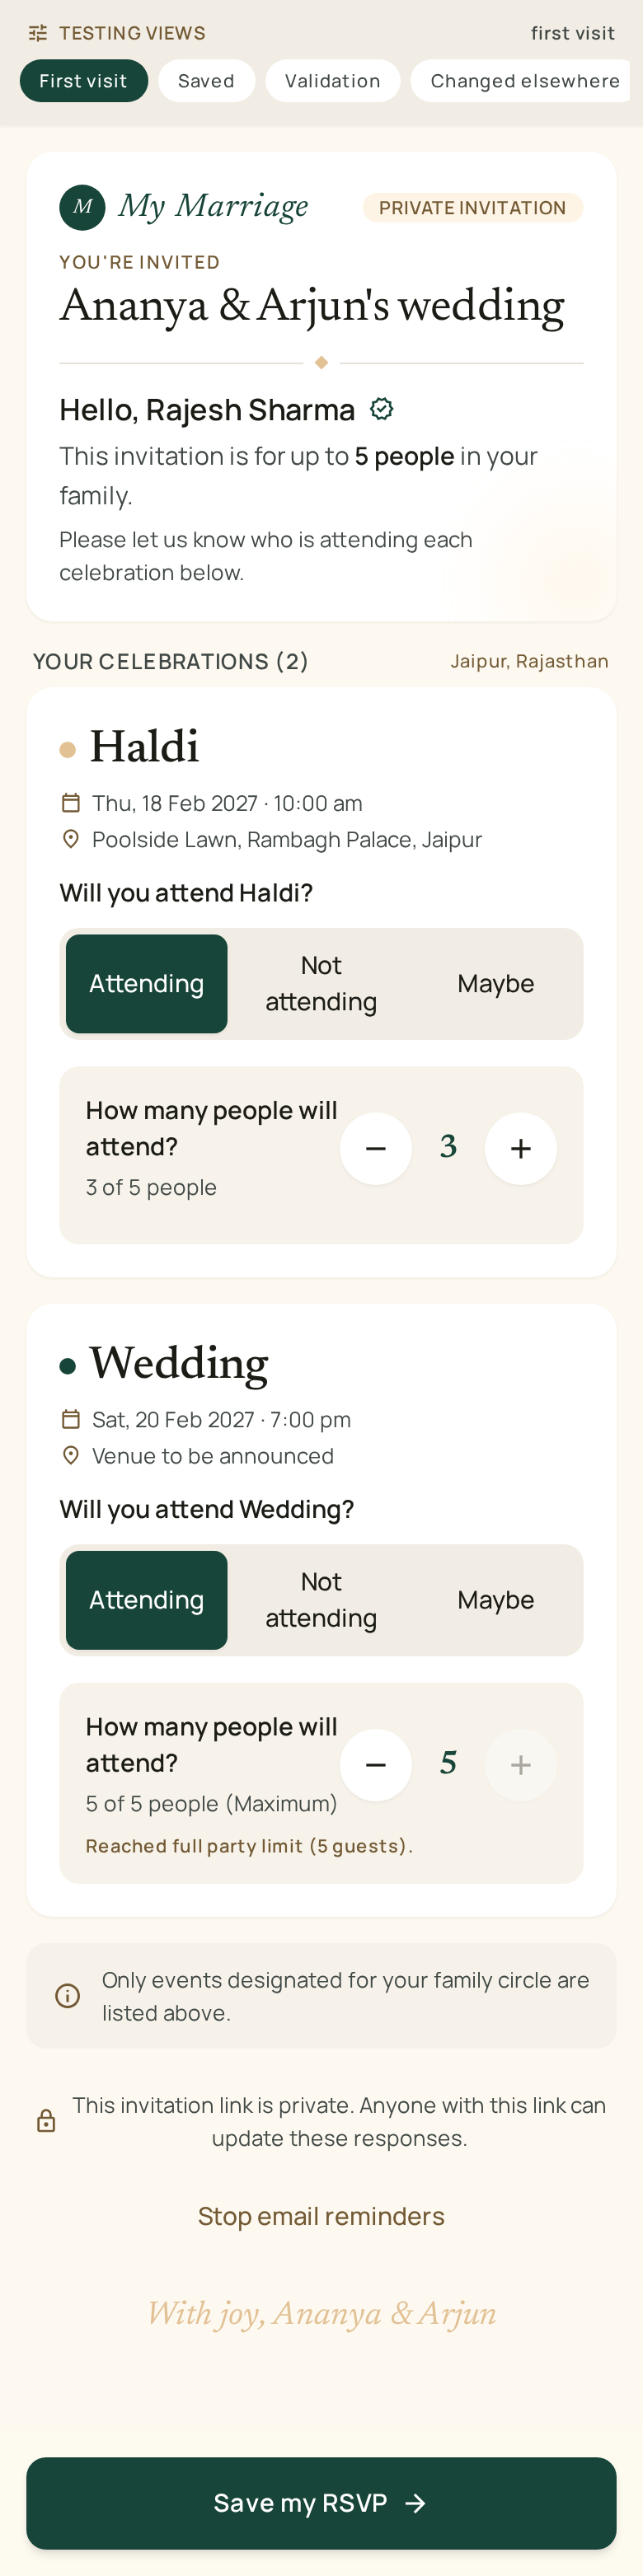 TESTING VIEWS
first visit
First visit
Saved
Validation
Changed elsewhere
M
My Marriage
PRIVATE INVITATION
YOU'RE INVITED
Ananya & Arjun's wedding
Hello, Rajesh Sharma
This invitation is for up to 5 people in your
family.
Please let us know who is attending each
celebration below.
YOUR CELEBRATIONS (2)
Jaipur, Rajasthan
Haldi
Thu, 18 Feb 2027 · 10:00 am
Poolside Lawn, Rambagh Palace, Jaipur
Will you attend Haldi?
Attending
Not
attending
Maybe
How many people will
attend?
3 of 5 people
− 3 +
Wedding
Sat, 20 Feb 2027 · 7:00 pm
Venue to be announced
Will you attend Wedding?
Attending
Not
attending
Maybe
How many people will
attend?
5 of 5 people (Maximum)
− 5 +
Reached full party limit (5 guests).
Only events designated for your family circle are
listed above.
This invitation link is private. Anyone with this link can
update these responses.
Stop email reminders
With joy, Ananya & Arjun
Save my RSVP →